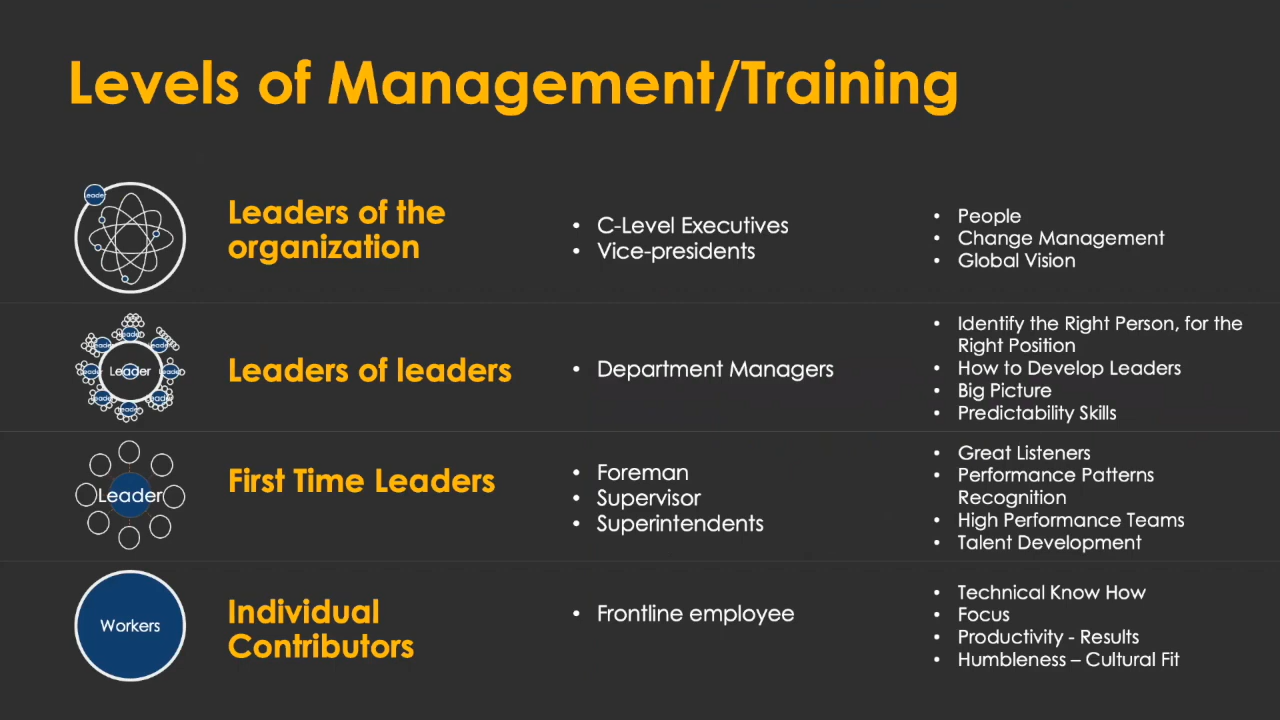 Levels of Management/Training
Leader
Leaders of the
organization
• C-Level Executives
• Vice-presidents
• People
• Change Management
• Global Vision
Leader
Leaders of leaders
• Department Managers
• Identify the Right Person, for the
Right Position
• How to Develop Leaders
• Big Picture
• Predictability Skills
Leader
First Time Leaders
• Foreman
• Supervisor
• Superintendents
• Great Listeners
• Performance Patterns
Recognition
• High Performance Teams
• Talent Development
Workers
Individual
Contributors
• Frontline employee
• Technical Know How
• Focus
• Productivity - Results
• Humbleness – Cultural Fit